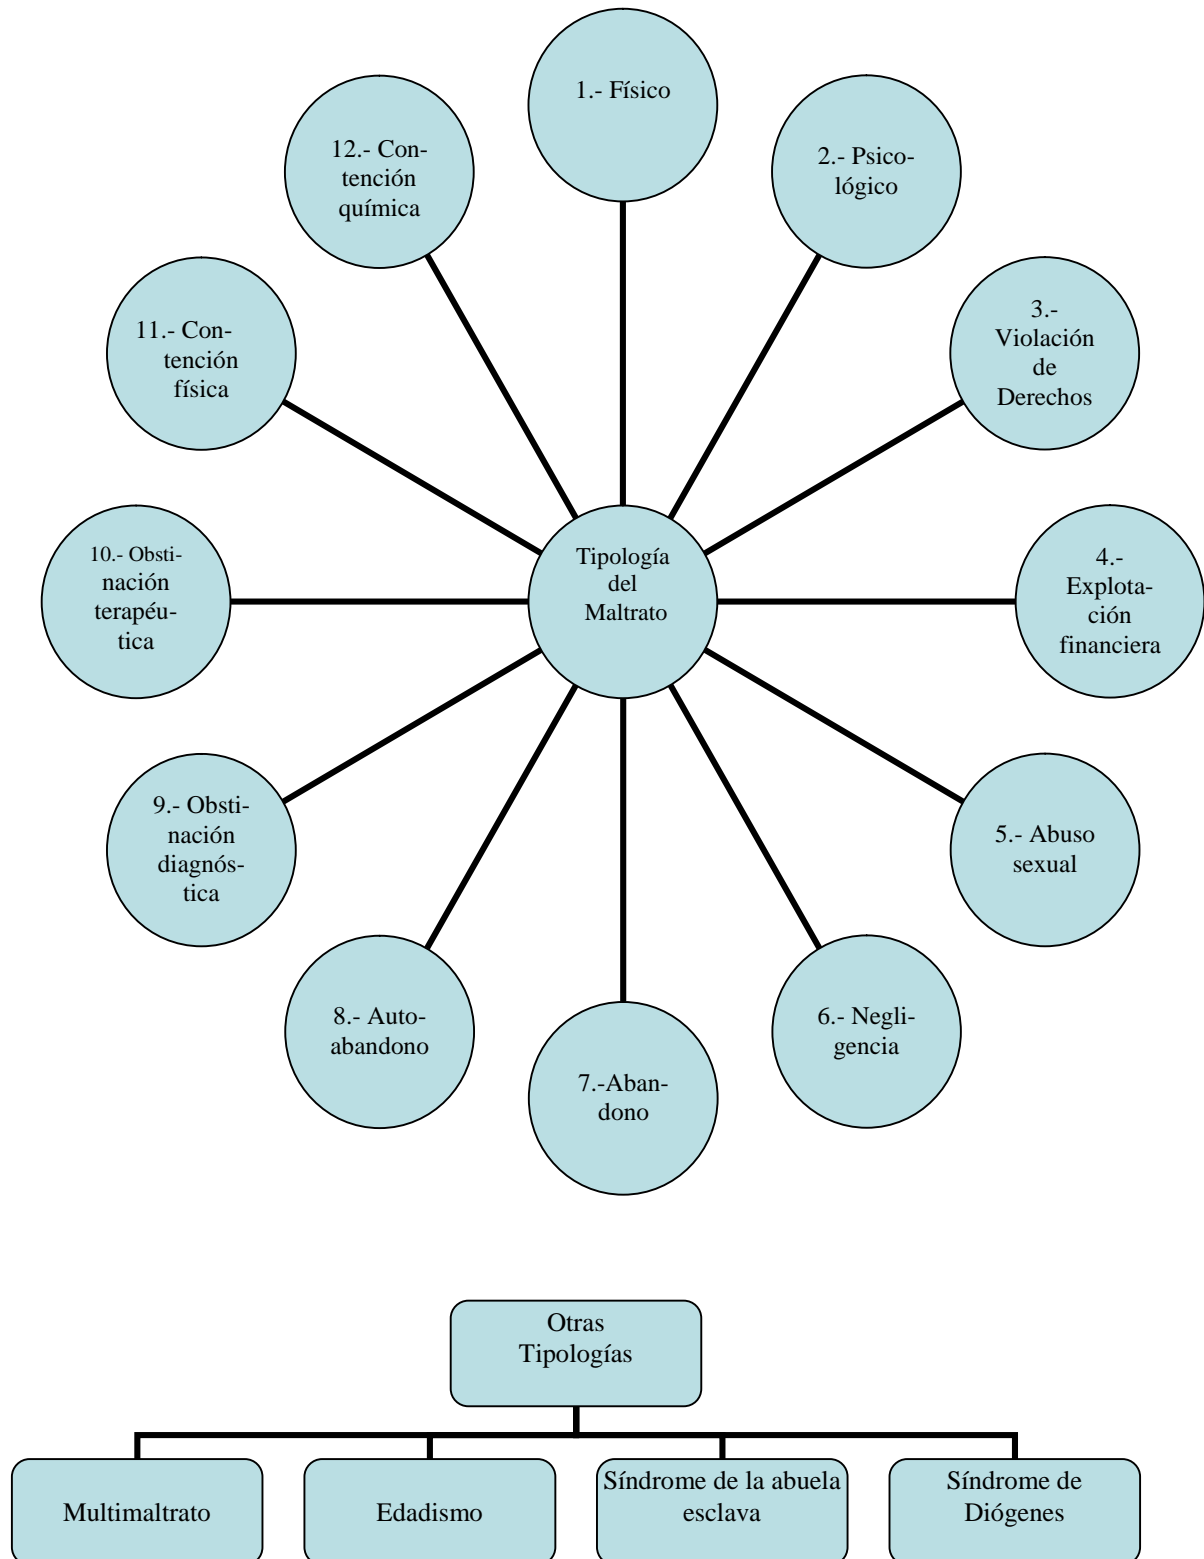 1.- Físico
2.- Psico-
lógico
3.-
Violación
de
Derechos
4.-
Explota-
ción
financiera
5.- Abuso
sexual
6.- Negli-
gencia
7.-Aban-
dono
8.- Auto-
abandono
9.- Obsti-
nación
diagnós-
tica
10.- Obsti-
nación
terapéu-
tica
11.- Con-
tención
física
12.- Con-
tención
química
Tipología
del
Maltrato
Otras
Tipologías
Multimaltrato
Edadismo
Síndrome de la abuela
esclava
Síndrome de
Diógenes